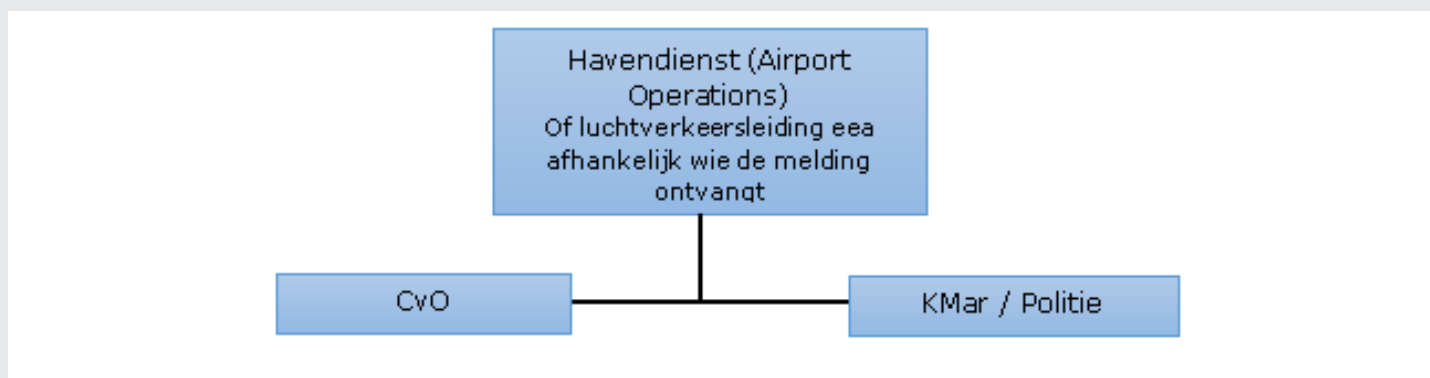 Havendienst (Airport
Operations)
Of luchtverkeersleiding eea
afhankelijk wie de melding
ontvangt
CvO
KMar / Politie